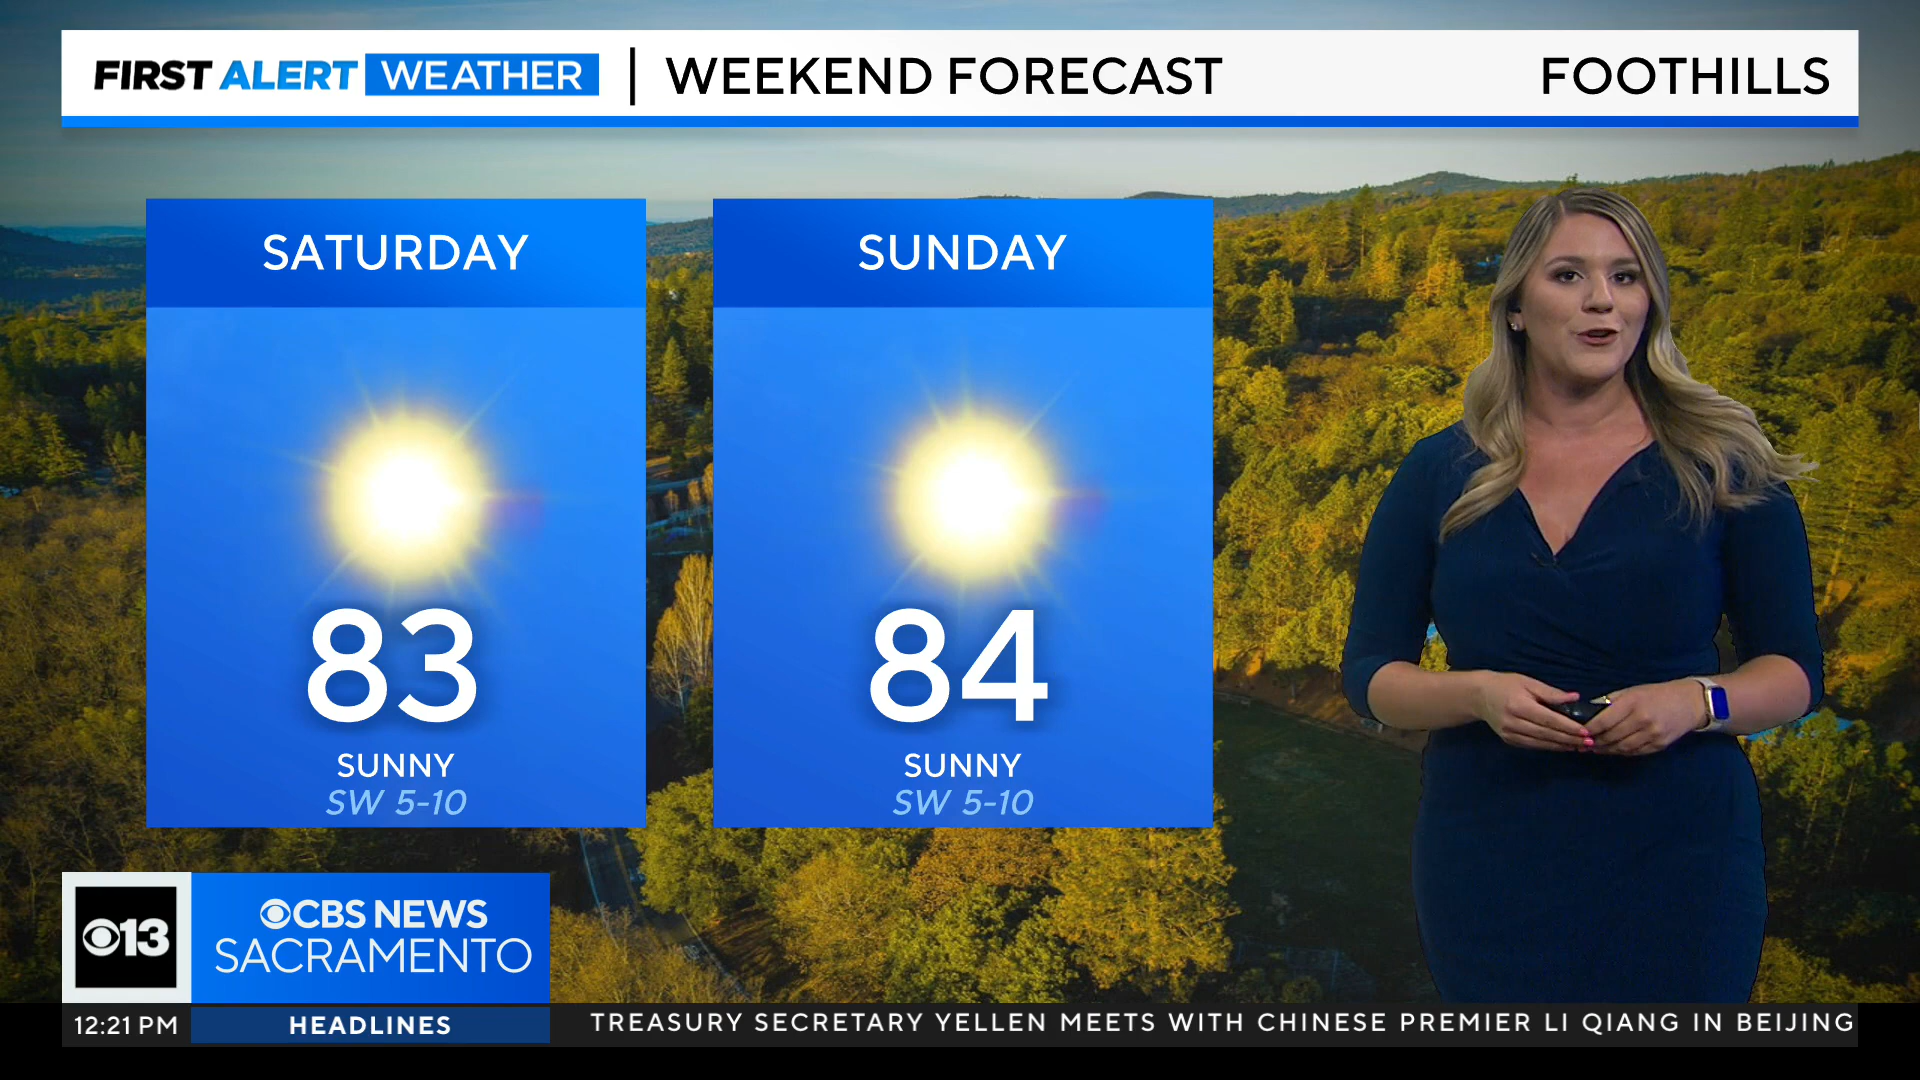 FIRST ALERT WEATHER | WEEKEND FORECAST FOOTHILLS
SATURDAY
83
SUNNY
SW 5-10
SUNDAY
84
SUNNY
SW 5-10
13
CBS NEWS
SACRAMENTO
12:21 PM
HEADLINES
TREASURY SECRETARY YELLEN MEETS WITH CHINESE PREMIER LI QIANG IN BEIJING